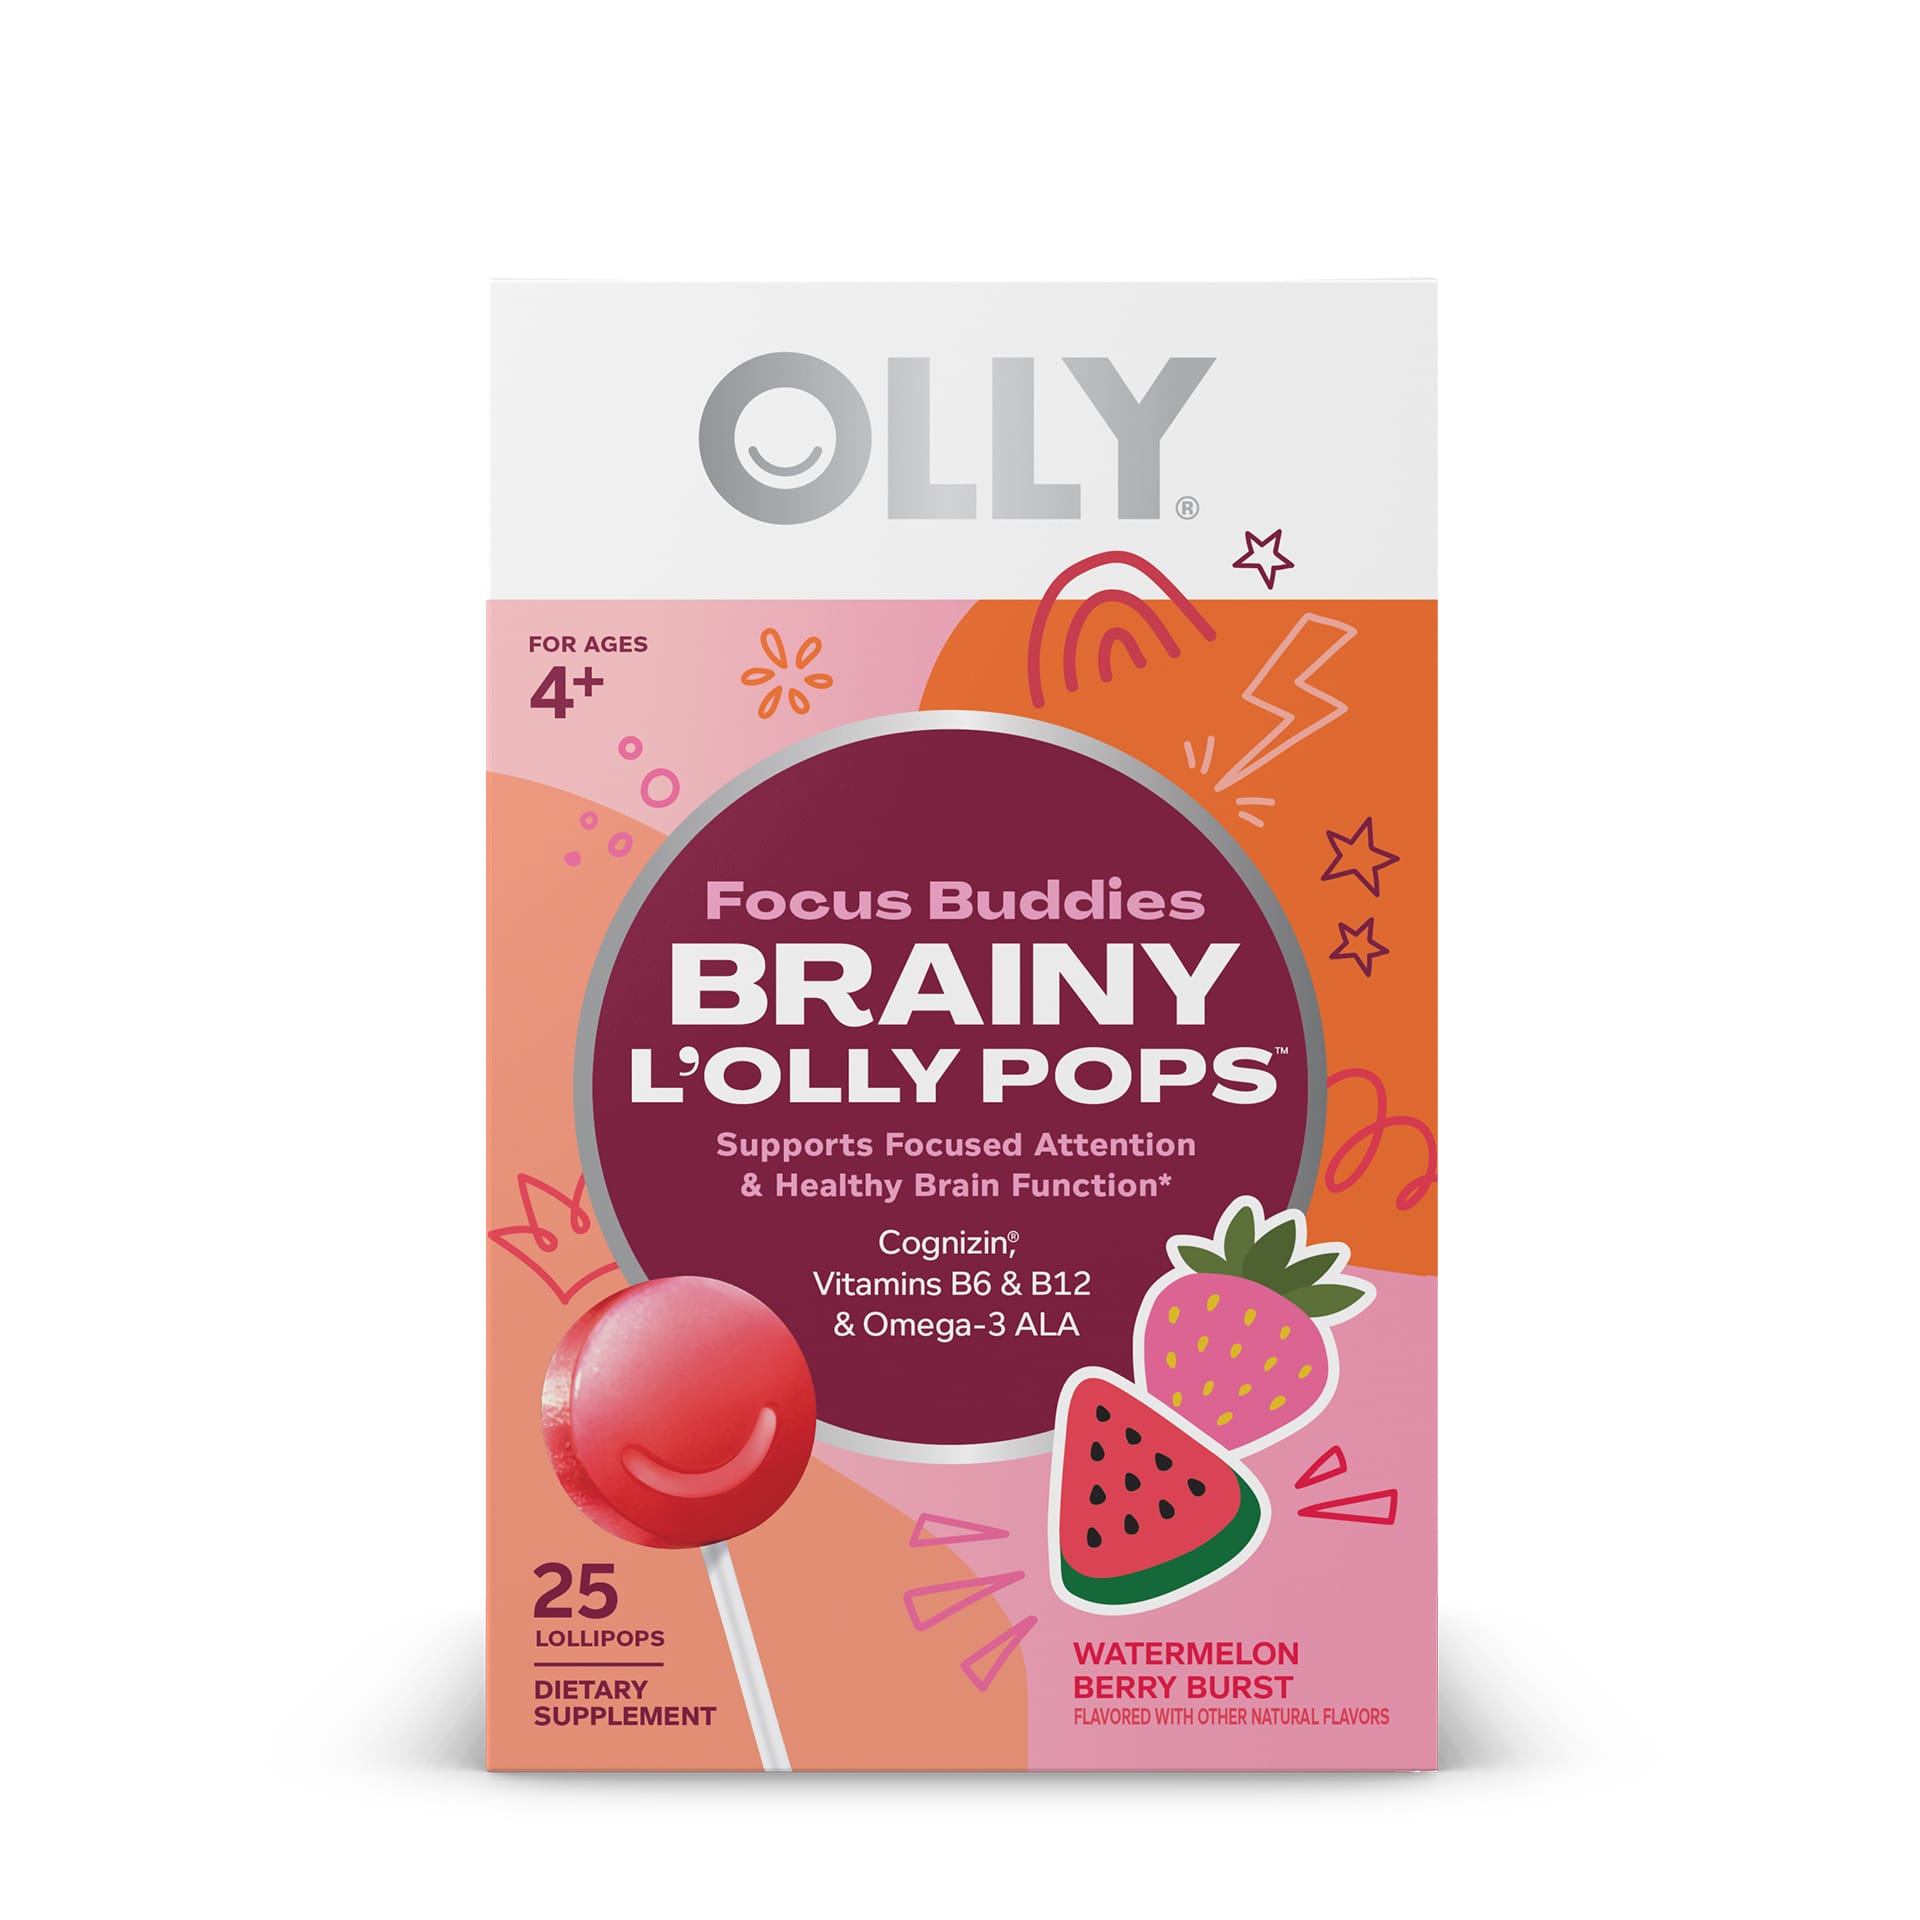 OLLY®
FOR AGES
4+
Focus Buddies
BRAINY
L'OLLY POPS™
Supports Focused Attention
& Healthy Brain Function*
Cognizin®,
Vitamins B6 & B12
& Omega-3 ALA
25
LOLLIPOPS
DIETARY
SUPPLEMENT
WATERMELON
BERRY BURST
FLAVORED WITH OTHER NATURAL FLAVORS